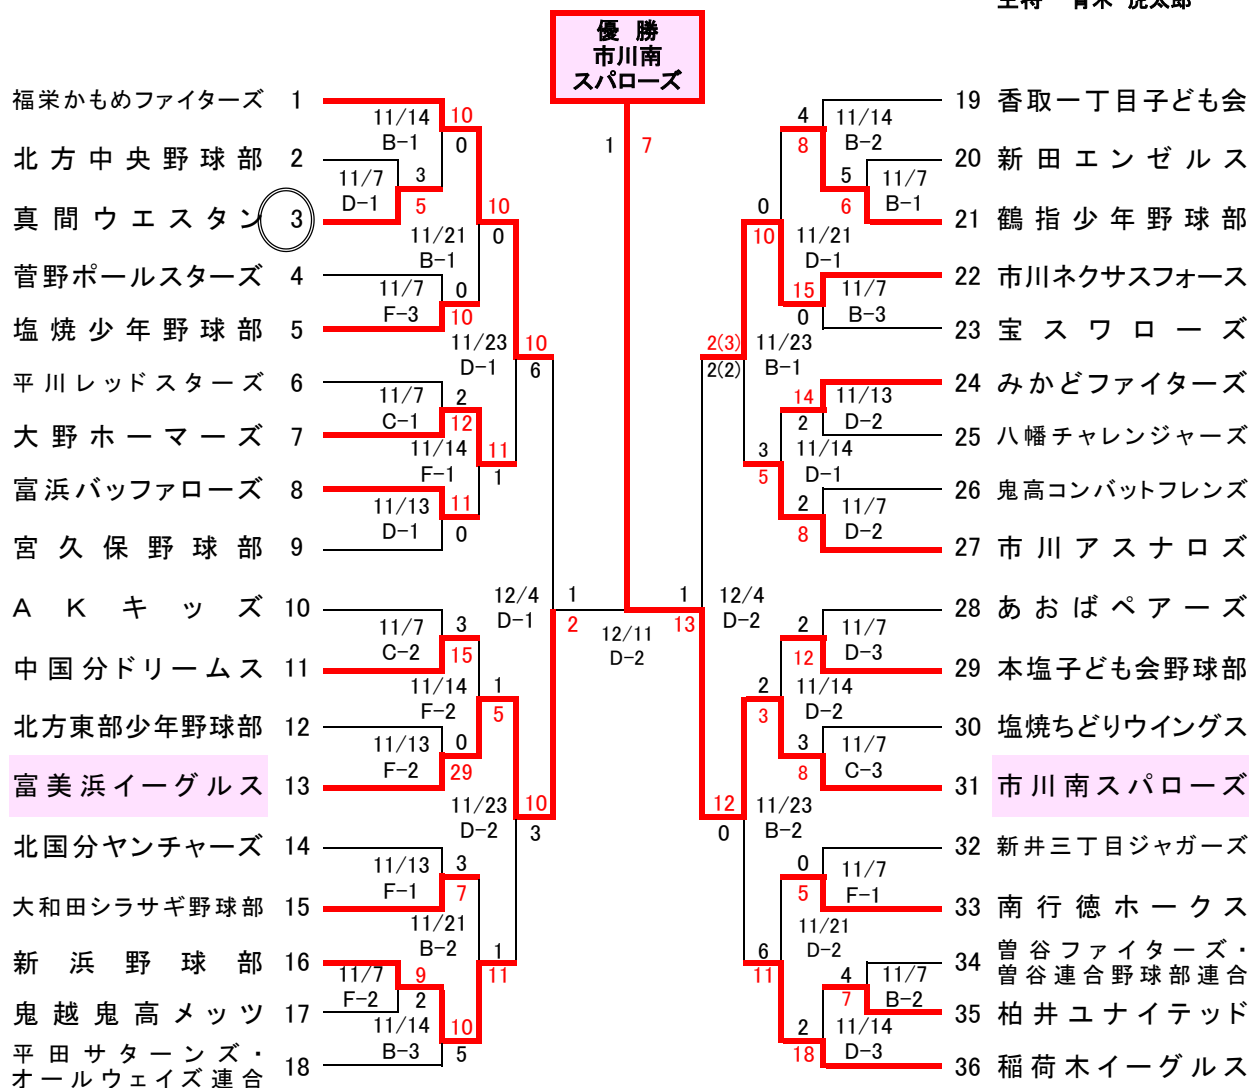 優 勝
市川南
スパローズ
1 7
福栄かもめファイターズ 1
北方中央野球部 2
真間ウエスタン 3
菅野ポールスターズ 4
塩焼少年野球部 5
平川レッドスターズ 6
大野ホーマーズ 7
富浜バッファローズ 8
宮久保野球部 9
AKキッズ 10
中国分ドリームス 11
北方東部少年野球部 12
富美浜イーグルス 13
北国分ヤンチャーズ 14
大和田シラサギ野球部 15
新浜野球部 16
鬼越鬼高メッツ 17
平田サターンズ・
オールウェイズ連合 18
11/14 10
B-1 0
11/7 3
D-1 5
11/21 10
B-1 0
11/7 0
F-3 10
11/23 10
D-1 6
11/7 2
C-1 12
11/14 11
F-1 1
11/13 11
D-1 0
12/4 1
D-1 2
11/7 3
C-2 15
11/14 1
F-2 5
11/13 0
F-2 29
11/23 10
D-2 3
11/13 3
F-1 7
11/21 1
B-2 11
11/7 9
F-2 2
11/14 10
B-3 5
12/11
D-2
19 香取一丁目子ども会
20 新田エンゼルス
21 鶴指少年野球部
22 市川ネクサスフォース
23 宝スワローズ
24 みかどファイターズ
25 八幡チャレンジャーズ
26 鬼高コンバットフレンズ
27 市川アスナロズ
28 あおばペアーズ
29 本塩子ども会野球部
30 塩焼ちどりウイングス
31 市川南スパローズ
32 新井三丁目ジャガーズ
33 南行徳ホークス
34 曽谷ファイターズ・
曽谷連合野球部連合
35 柏井ユナイテッド
36 稲荷木イーグルス
4 11/14
8 B-2
5 11/7
6 B-1
0 11/21
10 D-1
15 11/7
0 B-3
2(3) 11/23
2(2) B-1
14 11/13
2 D-2
3 11/14
5 D-1
2 11/7
8 D-2
1 12/4
13 D-2
2 11/7
12 D-3
2 11/14
3 D-2
3 11/7
8 C-3
12 11/23
0 B-2
0 11/7
5 F-1
6 11/21
11 D-2
4 11/7
7 B-2
2 11/14
18 D-3